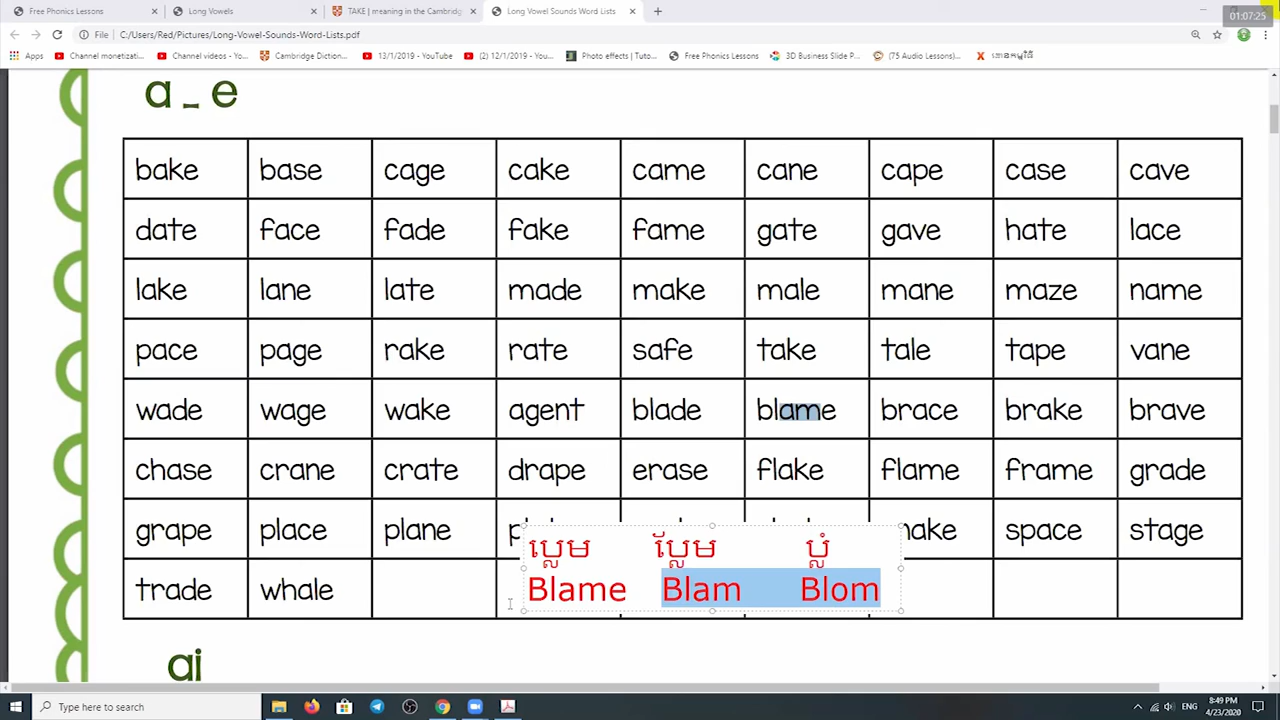 Free Phonics Lessons
Long Vowels
TAKE | meaning in the Cambridg
Long Vowel Sounds Word Lists
01:07:25
File | C:/Users/Red/Pictures/Long-Vowel-Sounds-Word-Lists.pdf
Apps Channel monetizati... Channel videos - Yo... Cambridge Dictionar... 13/1/2019 - YouTube (2) 12/1/2019 - You... Photo effects | Tuto... Free Phonics Lessons 3D Business Slide P... (75 Audio Lessons)...
a_e
bake base cage cake came cane cape case cave
date face fade fake fame gate gave hate lace
lake lane late made make male mane maze name
pace page rake rate safe take tale tape vane
wade wage wake agent blade blame brace brake brave
chase crane crate drape erase flake flame frame grade
grape place plane space stage
ប្លេម ប្លែម ប្លំ
Blame Blam Blom
trade whale
ai
Type here to search
ENG
8:49 PM
4/23/2020